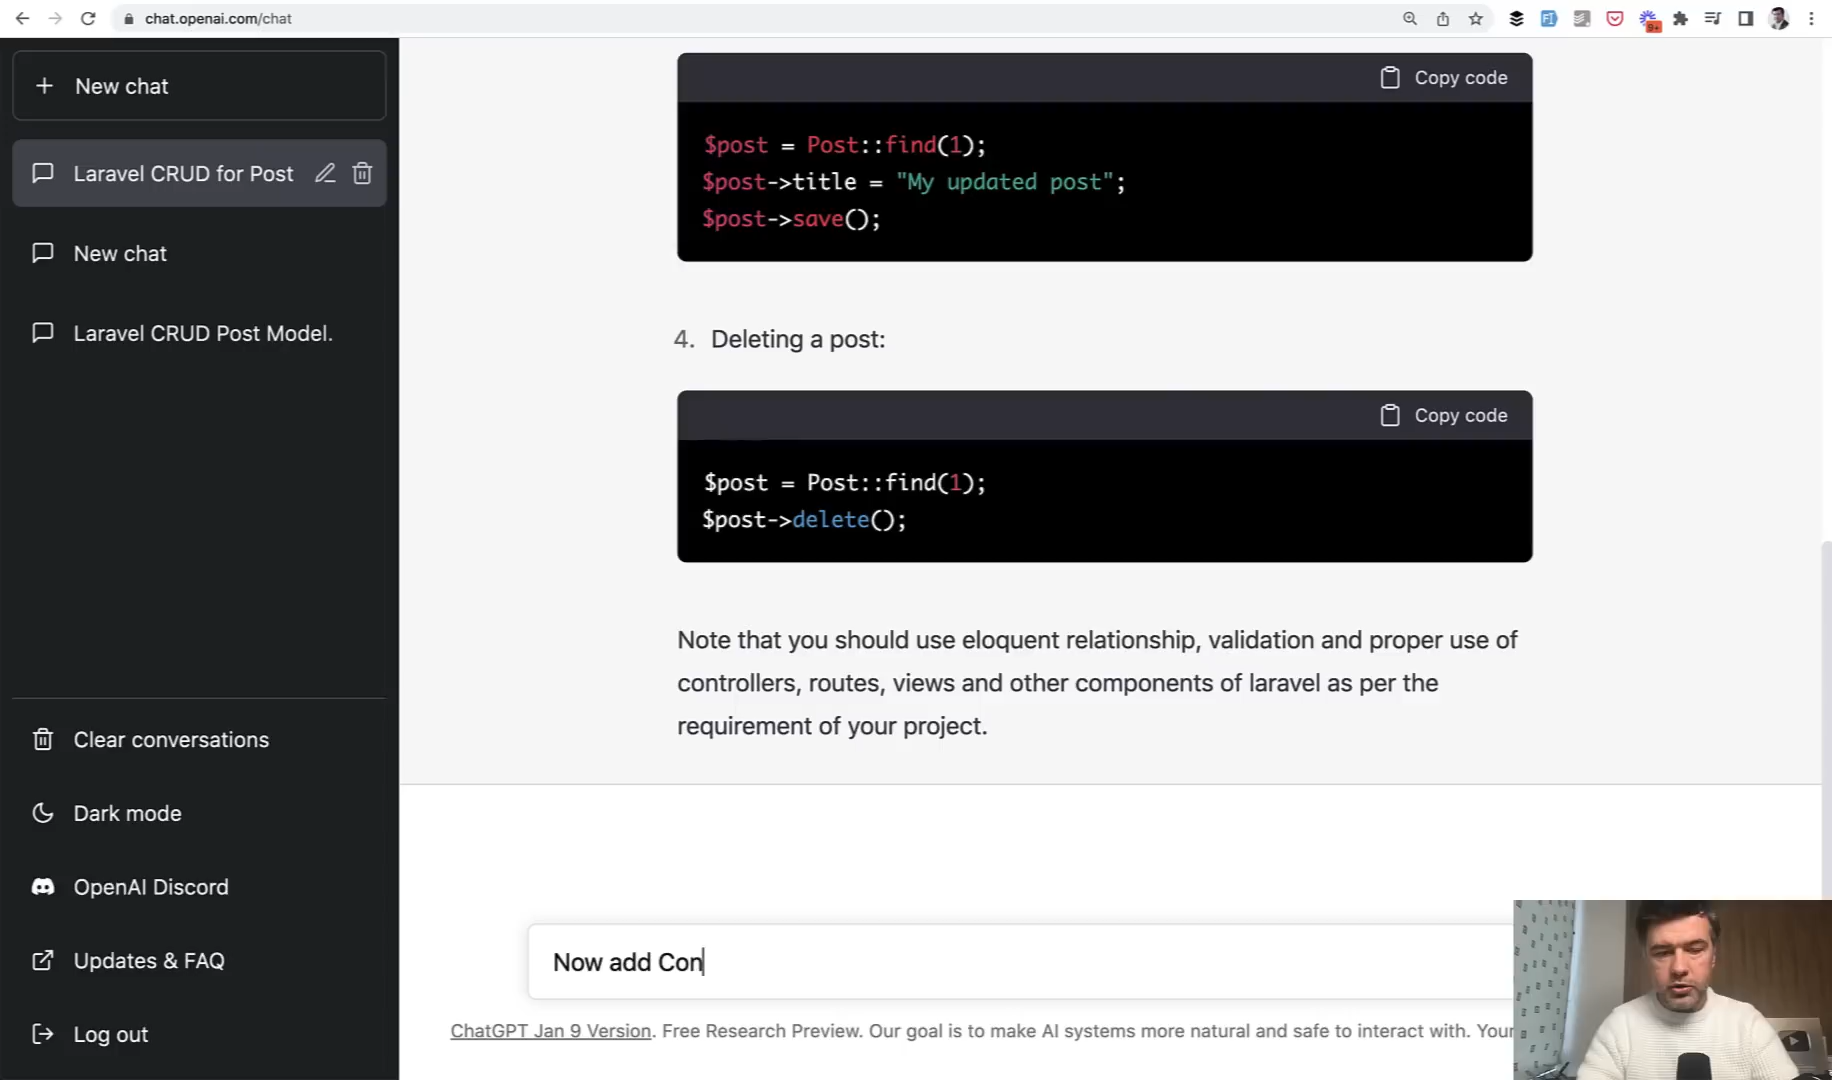 chat.openai.com/chat
9+
New chat
Laravel CRUD for Post
New chat
Laravel CRUD Post Model.
Clear conversations
Dark mode
OpenAI Discord
Updates & FAQ
Log out
Copy code
$post = Post::find(1);
$post->title = "My updated post";
$post->save();
4. Deleting a post:
Copy code
$post = Post::find(1);
$post->delete();
Note that you should use eloquent relationship, validation and proper use of
controllers, routes, views and other components of laravel as per the
requirement of your project.
Now add Con
ChatGPT Jan 9 Version. Free Research Preview. Our goal is to make AI systems more natural and safe to interact with. Your